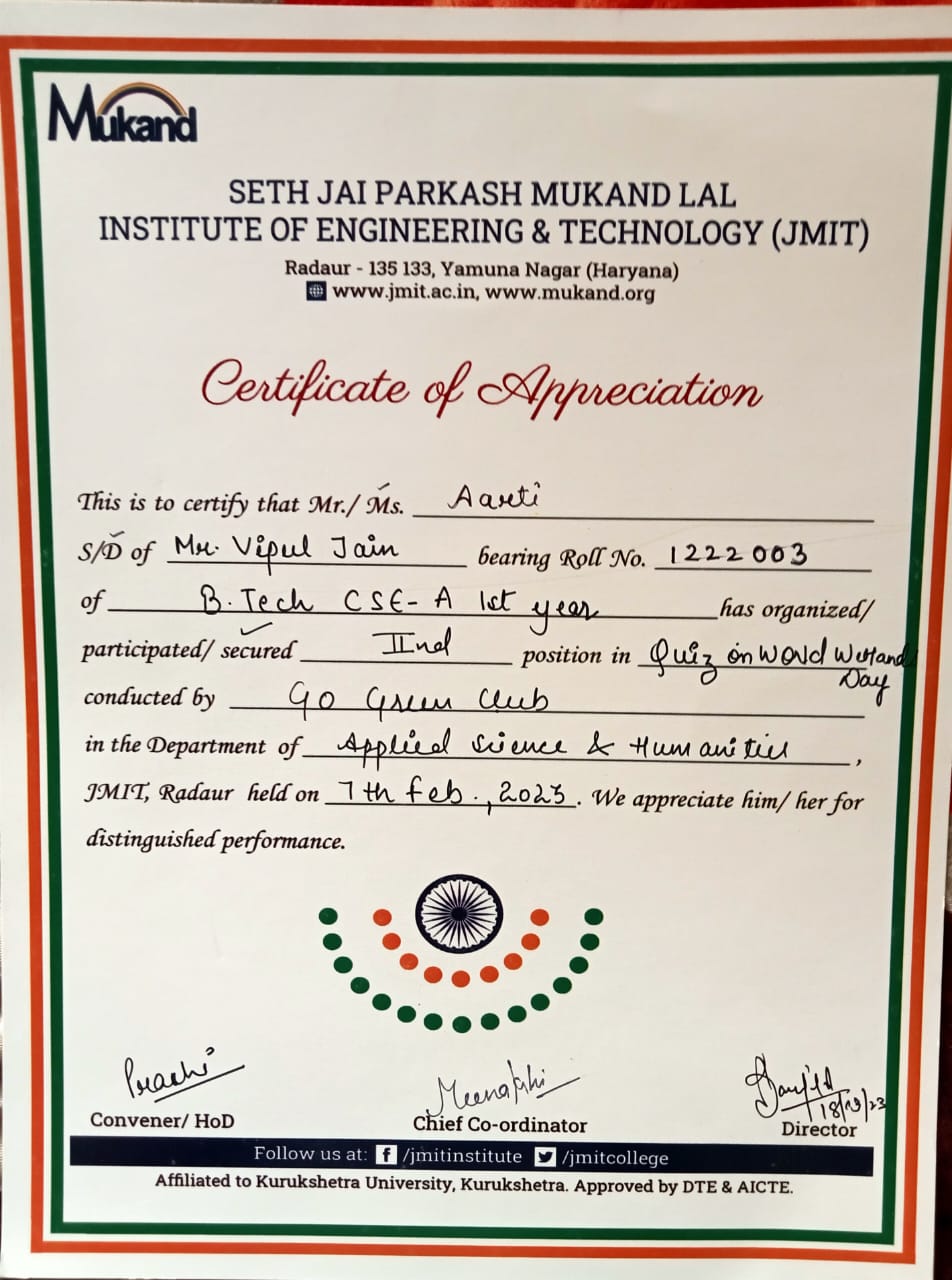 Mukand
SETH JAI PARKASH MUKAND LAL
INSTITUTE OF ENGINEERING & TECHNOLOGY (JMIT)
Radaur - 135 133, Yamuna Nagar (Haryana)
www.jmit.ac.in, www.mukand.org
Certificate of Appreciation
This is to certify that Mr./ Ms. Aarti
S/D of Mr. Vipul Jain bearing Roll No. 1222003
of B.Tech CSE-A 1st year has organized/
participated/ secured IInd position in Quiz on World Wetland
Day
conducted by Go Green Club
in the Department of Applied Science & Humanities,
JMIT, Radaur held on 7th Feb., 2023. We appreciate him/ her for
distinguished performance.
Prachi Meenakshi
Convener/ HoD Chief Co-ordinator Director
Follow us at: f /jmitinstitute /jmitcollege
Affiliated to Kurukshetra University, Kurukshetra. Approved by DTE & AICTE.